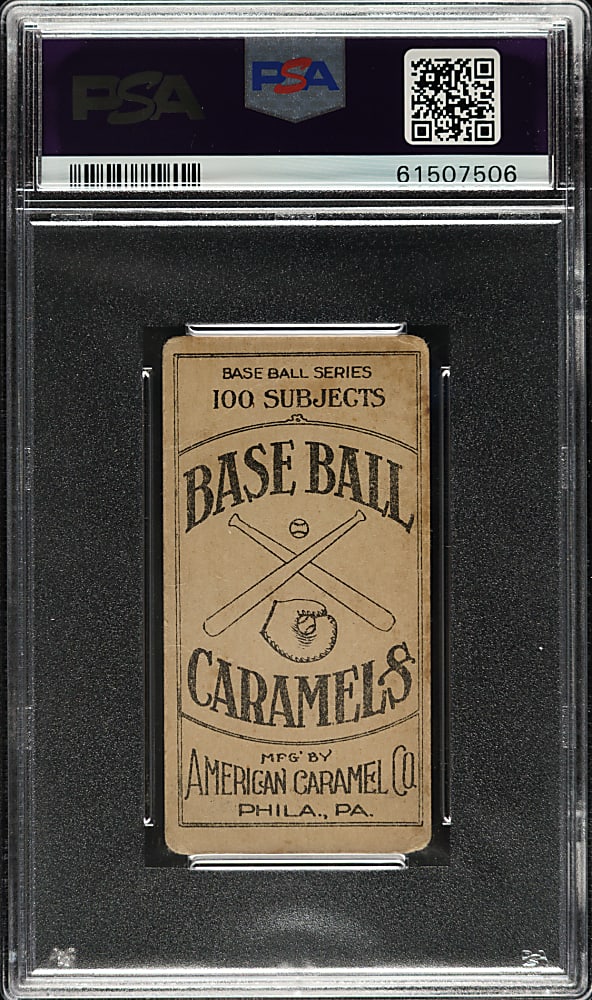 PSA PSA
61507506
BASE BALL SERIES
100 SUBJECTS
BASE BALL
CARAMELS
MFG' BY
AMERICAN CARAMEL CO.
PHILA., PA.